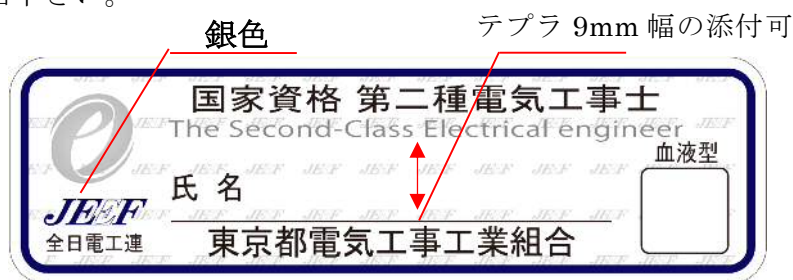 銀色
テプラ 9mm 幅の添付可
国家資格 第二種電気工事士
The Second-Class Electrical engineer
血液型
氏 名
JEEF
全日電工連
東京都電気工事工業組合